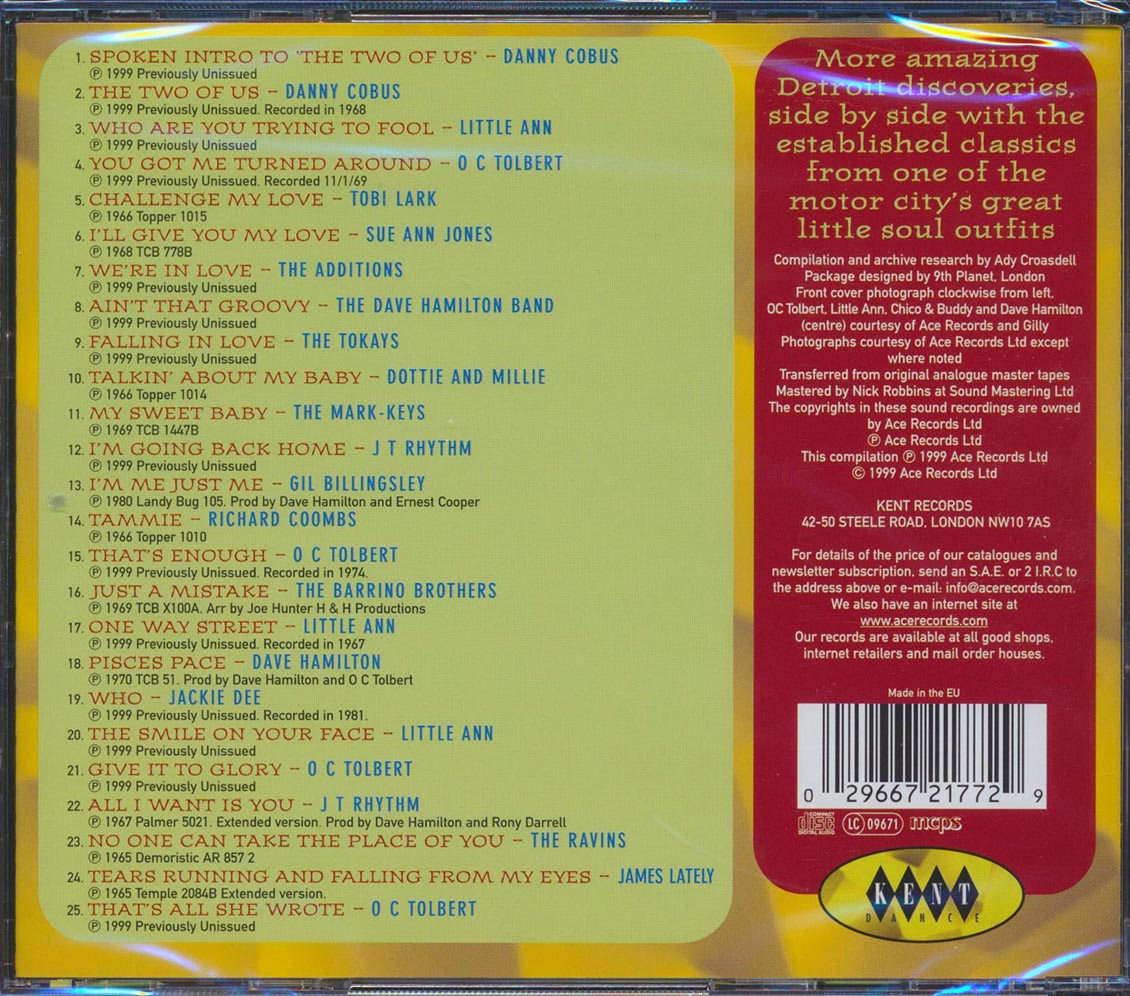 1. SPOKEN INTRO TO 'THE TWO OF US' – DANNY COBUS
℗ 1999 Previously Unissued
2. THE TWO OF US – DANNY COBUS
℗ 1999 Previously Unissued. Recorded in 1968
3. WHO ARE YOU TRYING TO FOOL – LITTLE ANN
℗ 1999 Previously Unissued
4. YOU GOT ME TURNED AROUND – O C TOLBERT
℗ 1999 Previously Unissued. Recorded 11/1/69
5. CHALLENGE MY LOVE – TOBI LARK
℗ 1966 Topper 1015
6. I'LL GIVE YOU MY LOVE – SUE ANN JONES
℗ 1968 TCB 778B
7. WE'RE IN LOVE – THE ADDITIONS
℗ 1999 Previously Unissued
8. AIN'T THAT GROOVY – THE DAVE HAMILTON BAND
℗ 1999 Previously Unissued
9. FALLING IN LOVE – THE TOKAYS
℗ 1999 Previously Unissued
10. TALKIN' ABOUT MY BABY – DOTTIE AND MILLIE
℗ 1966 Topper 1014
11. MY SWEET BABY – THE MARK-KEYS
℗ 1969 TCB 1447B
12. I'M GOING BACK HOME – J T RHYTHM
℗ 1999 Previously Unissued
13. I'M ME JUST ME – GIL BILLINGSLEY
℗ 1980 Landy Bug 105. Prod by Dave Hamilton and Ernest Cooper
14. TAMMIE – RICHARD COOMBS
℗ 1966 Topper 1010
15. THAT'S ENOUGH – O C TOLBERT
℗ 1999 Previously Unissued. Recorded in 1974.
16. JUST A MISTAKE – THE BARRINO BROTHERS
℗ 1969 TCB X100A. Arr by Joe Hunter H & H Productions
17. ONE WAY STREET – LITTLE ANN
℗ 1999 Previously Unissued. Recorded in 1967
18. PISCES PACE – DAVE HAMILTON
℗ 1970 TCB 51. Prod by Dave Hamilton and O C Tolbert
19. WHO – JACKIE DEE
℗ 1999 Previously Unissued. Recorded in 1981.
20. THE SMILE ON YOUR FACE – LITTLE ANN
℗ 1999 Previously Unissued
21. GIVE IT TO GLORY – O C TOLBERT
℗ 1999 Previously Unissued
22. ALL I WANT IS YOU – J T RHYTHM
℗ 1967 Palmer 5021. Extended version. Prod by Dave Hamilton and Rony Darrell
23. NO ONE CAN TAKE THE PLACE OF YOU – THE RAVINS
℗ 1965 Demoristic AR 857 2
24. TEARS RUNNING AND FALLING FROM MY EYES – JAMES LATELY
℗ 1965 Temple 2084B Extended version.
25. THAT'S ALL SHE WROTE – O C TOLBERT
℗ 1999 Previously Unissued
More amazing
Detroit discoveries,
side by side with the
established classics
from one of the
motor city's great
little soul outfits
Compilation and archive research by Ady Croasdell
Package designed by 9th Planet, London
Front cover photograph clockwise from left,
OC Tolbert, Little Ann, Chico & Buddy and Dave Hamilton
(centre) courtesy of Ace Records and Gilly
Photographs courtesy of Ace Records Ltd except
where noted
Transferred from original analogue master tapes
Mastered by Nick Robbins at Sound Mastering Ltd
The copyrights in these sound recordings are owned
by Ace Records Ltd
℗ Ace Records Ltd
This compilation ℗ 1999 Ace Records Ltd
© 1999 Ace Records Ltd
KENT RECORDS
42-50 STEELE ROAD, LONDON NW10 7AS
For details of the price of our catalogues and
newsletter subscription, send an S.A.E. or 2 I.R.C to
the address above or e-mail: info@acerecords.com.
We also have an internet site at
www.acerecords.com
Our records are available at all good shops,
internet retailers and mail order houses.
Made in the EU
0 29667 21772 9
COMPACT disc DIGITAL AUDIO LC 09671 mcps
KENT
DANCE